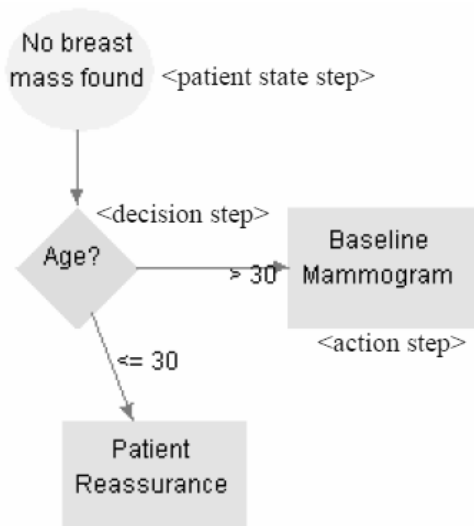 No breast
mass found
<patient state step>
<decision step>
Age?
> 30
Baseline
Mammogram
<action step>
<= 30
Patient
Reassurance